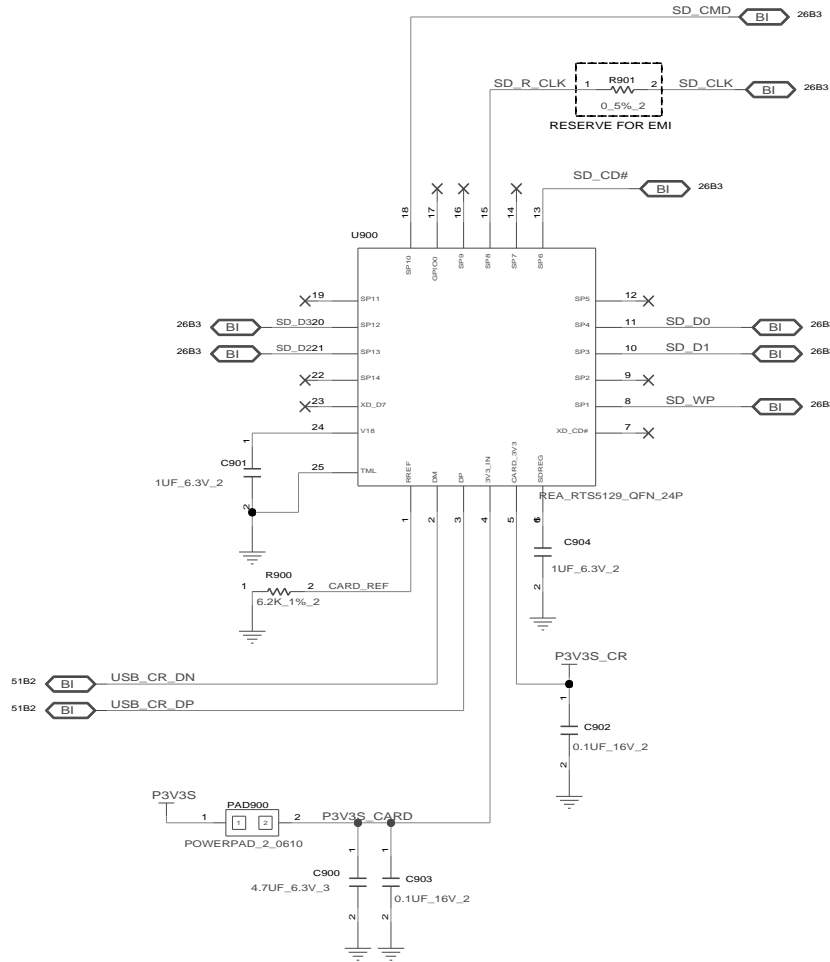 SD_CMD BI 26B3
SD_R_CLK 1 R901 2 SD_CLK BI 26B3
0_5%_2
RESERVE FOR EMI
SD_CD# BI 26B3
18 17 16 15 14 13
U900
SP10 GPIO0 SP9 SP8 SP7 SP6
19 SP11 SP5 12
26B3 BI SD_D3 20 SP12 SP4 11 SD_D0 BI
26B3 BI SD_D2 21 SP13 SP3 10 SD_D1 BI
22 SP14 SP2 9
23 XD_D7 SP1 8 SD_WP BI
24 V18 XD_CD# 7
1 C901
1UF_6.3V_2
2
25 TML
RREF DM DP 3V3_IN CARD_3V3 SDREG
REA_RTS5129_QFN_24P
1 2 3 4 5 6
C904
1UF_6.3V_2
2
1 R900 2 CARD_REF
6.2K_1%_2
P3V3S_CR
51B2 BI USB_CR_DN
51B2 BI USB_CR_DP
1 C902
0.1UF_16V_2
2
P3V3S
1 PAD900 2 P3V3S_CARD
1 2
POWERPAD_2_0610
1 C900
4.7UF_6.3V_3
2
1 C903
0.1UF_16V_2
2